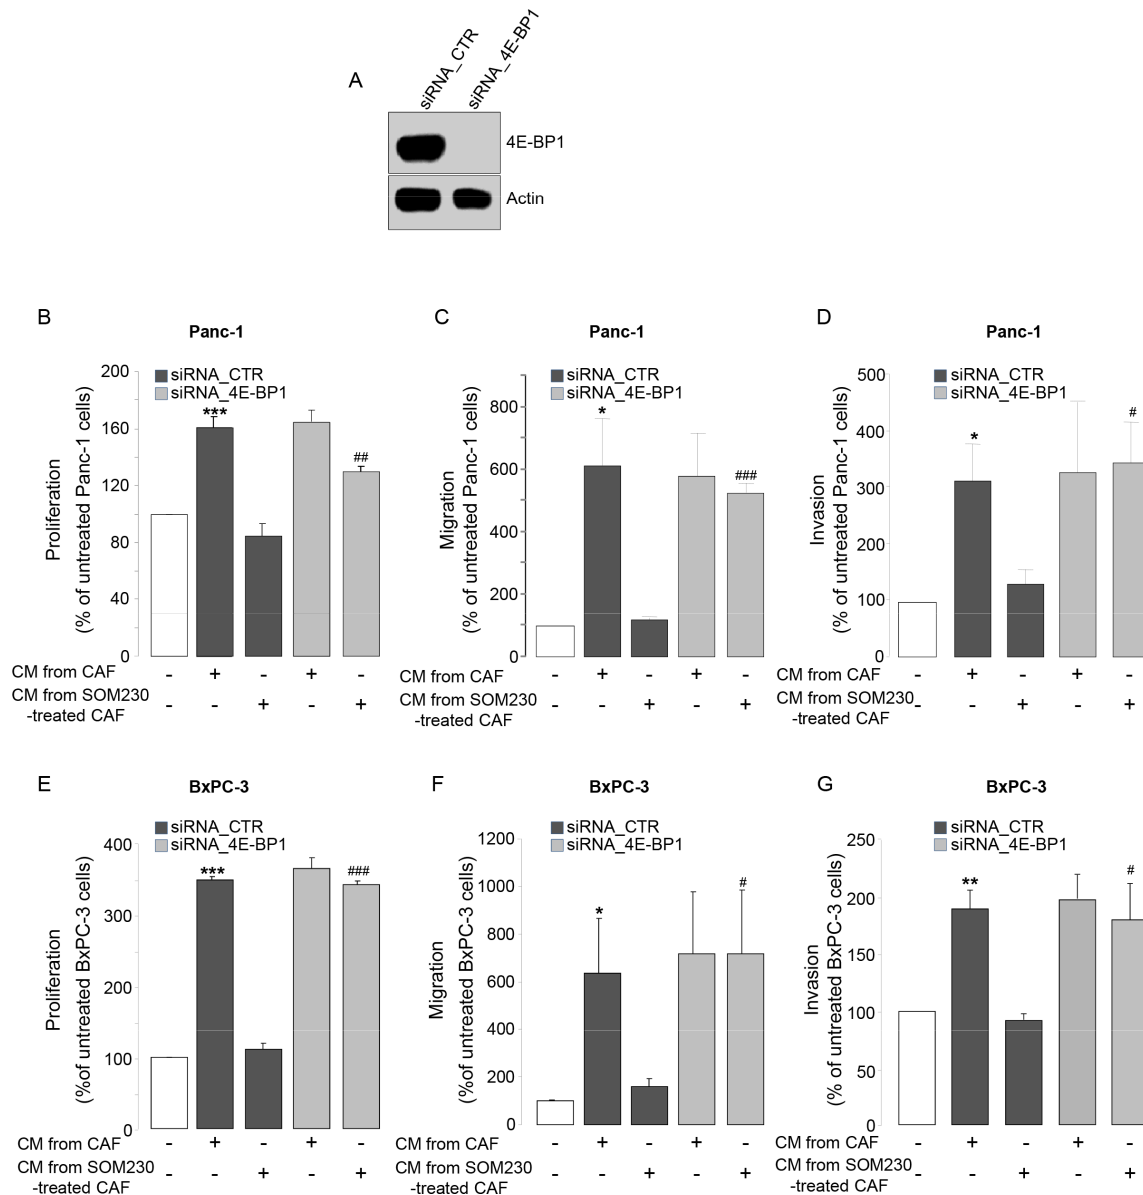 A
siRNA_CTR
siRNA_4E-BP1
4E-BP1
Actin
B
Panc-1
siRNA_CTR
siRNA_4E-BP1
Proliferation
(% of untreated Panc-1 cells)
200
160
120
80
40
0
***
##
CM from CAF - + - + -
CM from SOM230
-treated CAF - - + - +
C
Panc-1
siRNA_CTR
siRNA_4E-BP1
Migration
(% of untreated Panc-1 cells)
800
600
400
200
0
*
###
CM from CAF - + - + -
CM from SOM230
-treated CAF - - + - +
D
Panc-1
siRNA_CTR
siRNA_4E-BP1
Invasion
(% of untreated Panc-1 cells)
500
400
300
200
100
0
*
#
CM from CAF - + - + -
CM from SOM230
-treated CAF - - + - +
E
BxPC-3
siRNA_CTR
siRNA_4E-BP1
Proliferation
(%of untreated BxPC-3 cells)
400
300
200
100
0
***
###
CM from CAF - + - + -
CM from SOM230
-treated CAF - - + - +
F
BxPC-3
siRNA_CTR
siRNA_4E-BP1
Migration
(%of untreated BxPC-3 cells)
1200
1000
800
600
400
200
0
*
#
CM from CAF - + - + -
CM from SOM230
-treated CAF - - + - +
G
BxPC-3
siRNA_CTR
siRNA_4E-BP1
Invasion
(% of untreated BxPC-3 cells)
250
200
150
100
50
0
**
#
CM from CAF - + - + -
CM from SOM230
-treated CAF - - + - +